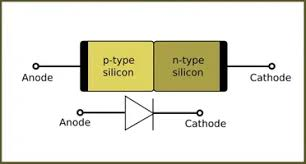 p-type
silicon
n-type
silicon
Anode
Cathode
Anode
Cathode